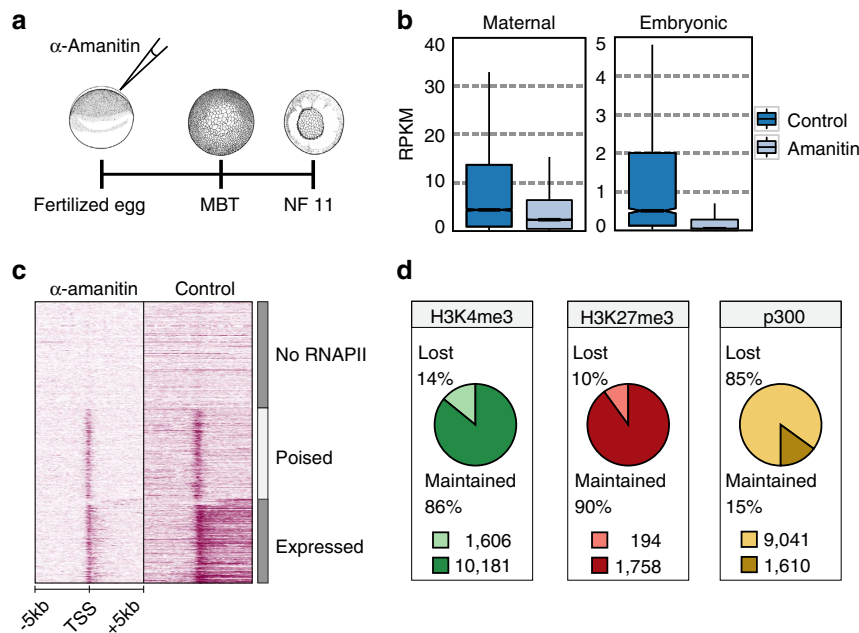 a
α-Amanitin
Fertilized egg
MBT
NF 11
b
Maternal
Embryonic
RPKM
40
30
20
10
0
5
4
3
2
1
0
Control
Amanitin
c
α-amanitin
Control
No RNAPII
Poised
Expressed
-5kb
TSS
+5kb
d
H3K4me3
Lost
14%
Maintained
86%
1,606
10,181
H3K27me3
Lost
10%
Maintained
90%
194
1,758
p300
Lost
85%
Maintained
15%
9,041
1,610